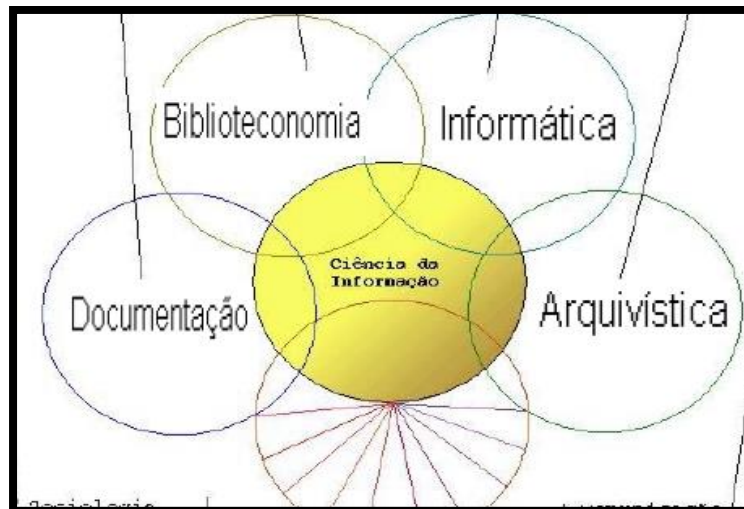 Biblioteconomia
Informática
Ciência da
Informação
Documentação
Arquivística